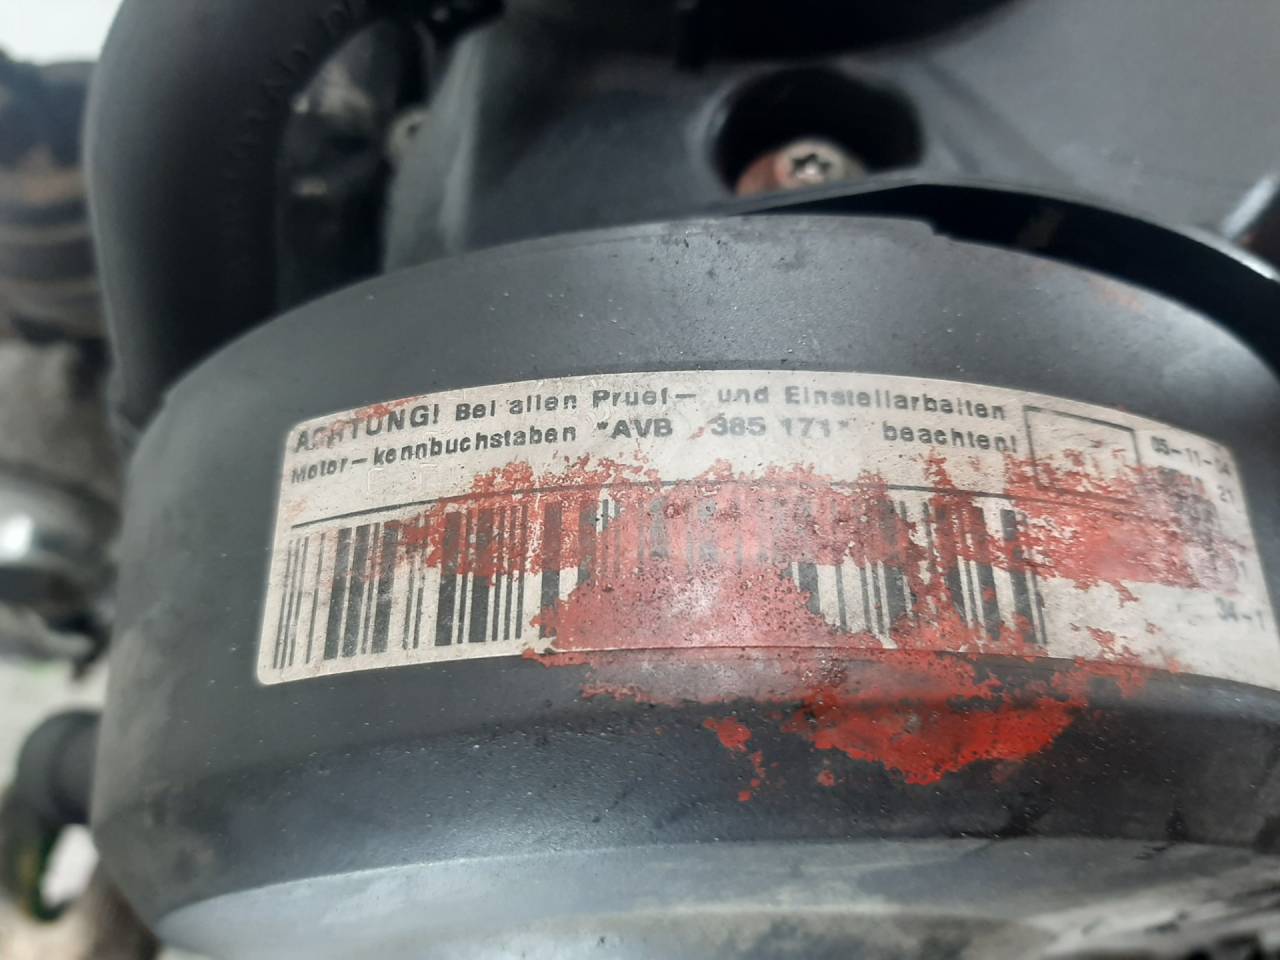 ACHTUNG! Bei allen Pruef- und Einstellarbeiten
Motor-kennbuchstaben "AVB 385 171" beachten!
05-11-04
21
34-1